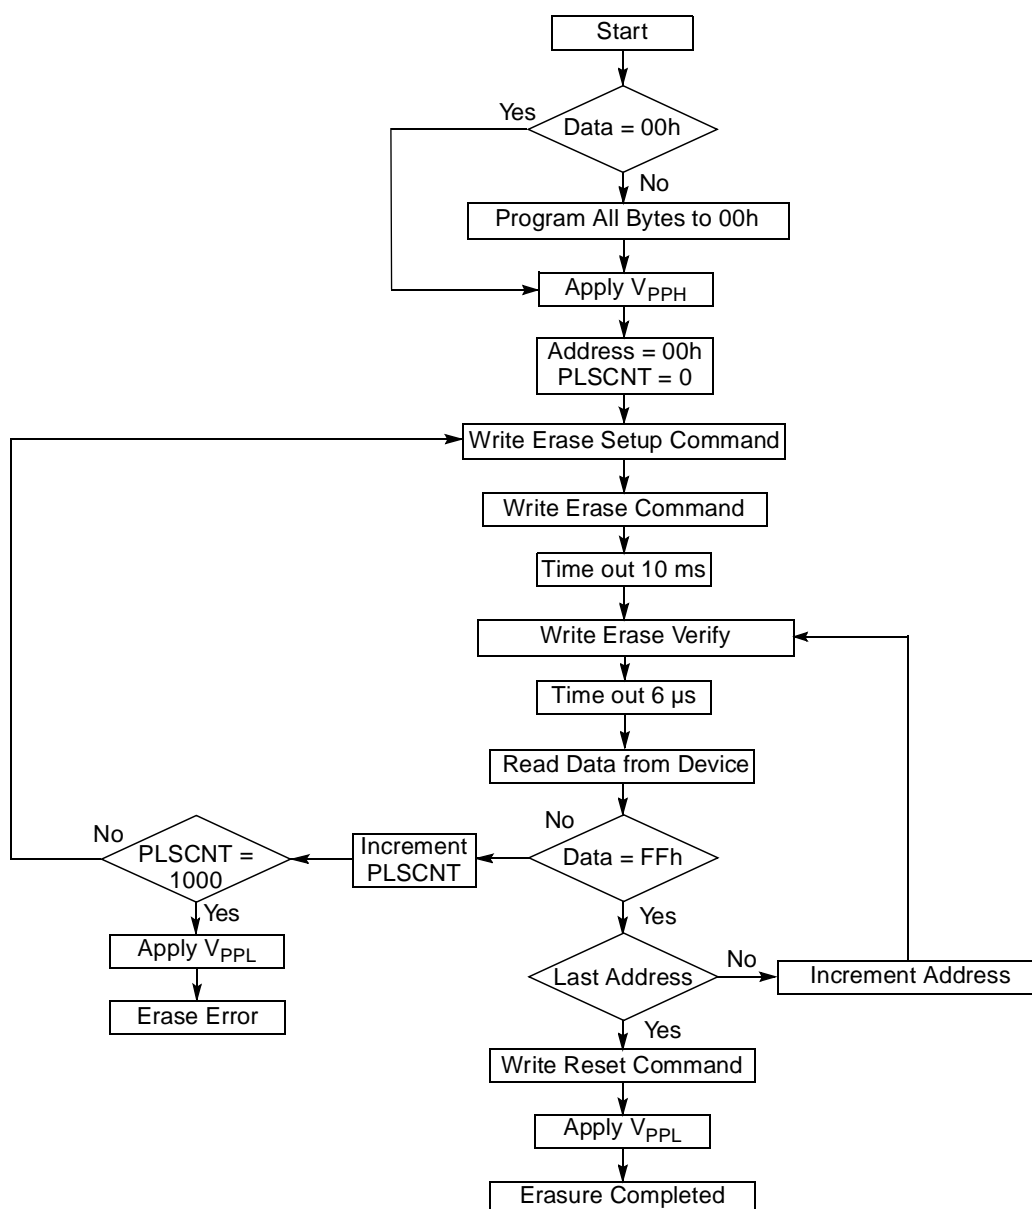 Start
Yes
Data = 00h
No
Program All Bytes to 00h
Apply VPPH
Address = 00h
PLSCNT = 0
Write Erase Setup Command
Write Erase Command
Time out 10 ms
Write Erase Verify
Time out 6 µs
Read Data from Device
No
No
PLSCNT =
1000
Increment
PLSCNT
Data = FFh
Yes
Yes
Apply VPPL
Last Address
No
Increment Address
Erase Error
Yes
Write Reset Command
Apply VPPL
Erasure Completed